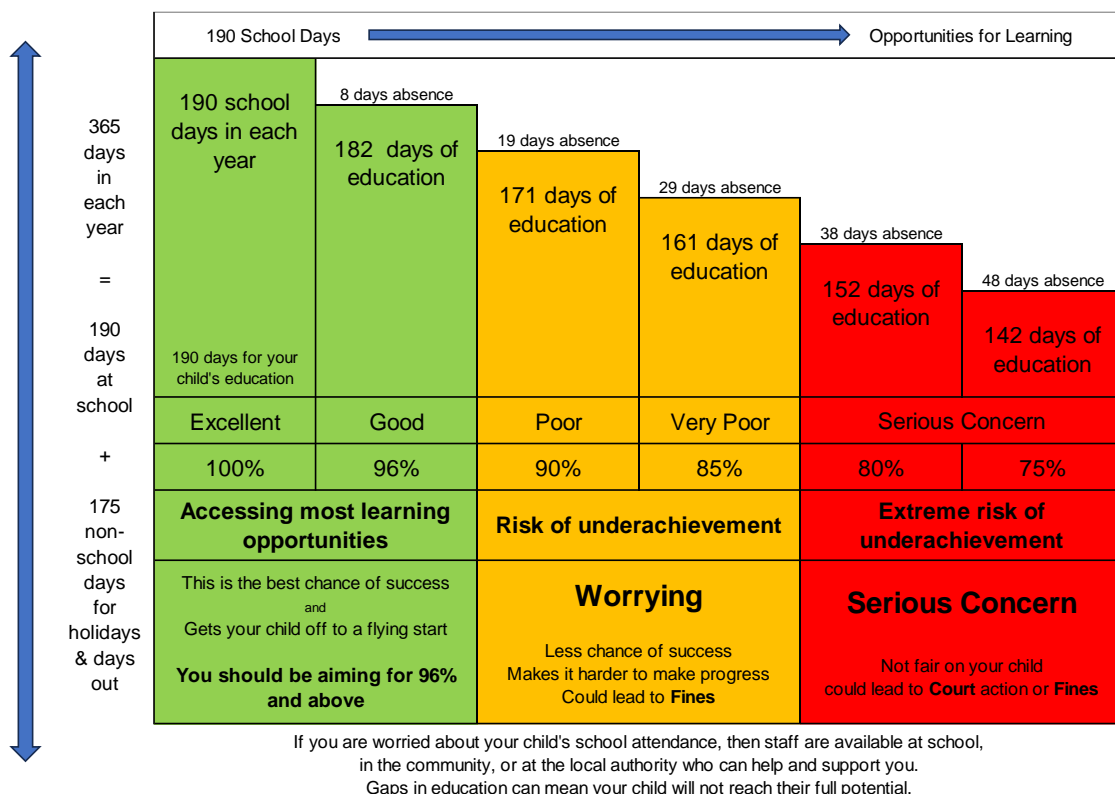 190 School Days
Opportunities for Learning
365
days
in
each
year
=
190
days
at
school
+
175
non-
school
days
for
holidays
& days
out
190 school
days in each
year
190 days for your
child's education
8 days absence
182 days of
education
19 days absence
171 days of
education
29 days absence
161 days of
education
38 days absence
152 days of
education
48 days absence
142 days of
education
Excellent
Good
Poor
Very Poor
Serious Concern
100%
96%
90%
85%
80%
75%
Accessing most learning
opportunities
Risk of underachievement
Extreme risk of
underachievement
This is the best chance of success
and
Gets your child off to a flying start
You should be aiming for 96%
and above
Worrying
Less chance of success
Makes it harder to make progress
Could lead to Fines
Serious Concern
Not fair on your child
could lead to Court action or Fines
If you are worried about your child's school attendance, then staff are available at school,
in the community, or at the local authority who can help and support you.
Gaps in education can mean your child will not reach their full potential.